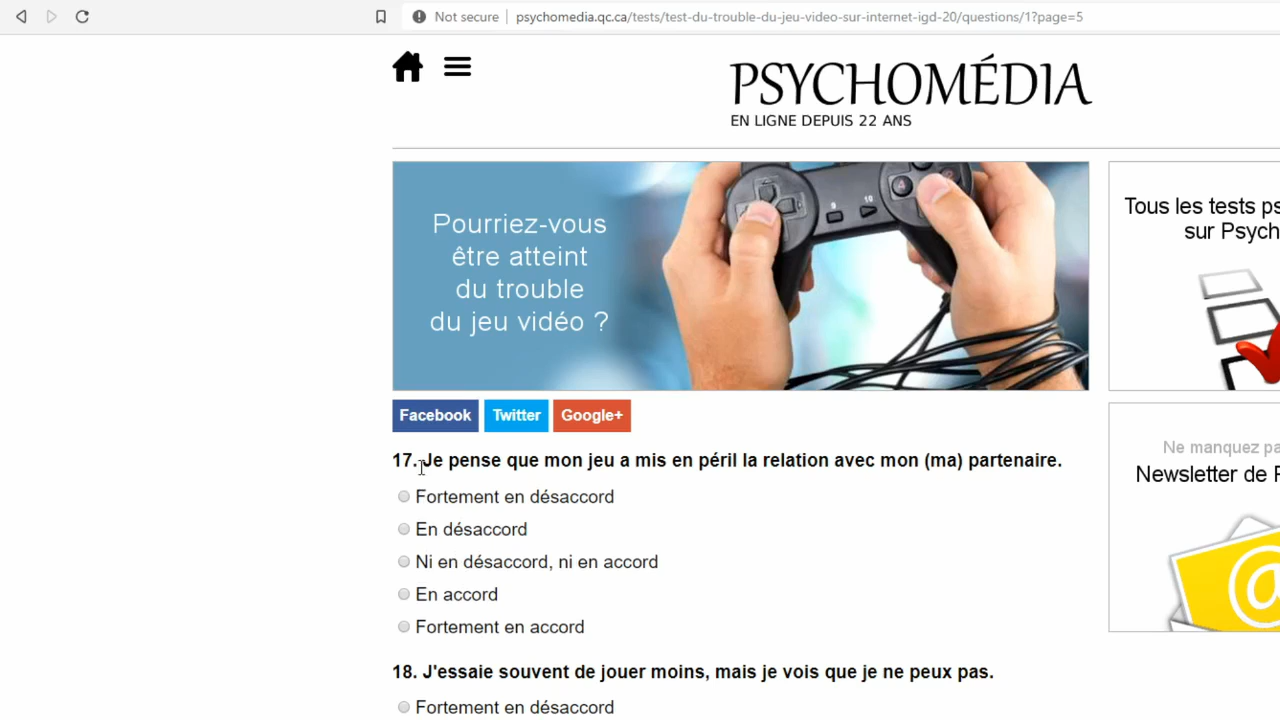 Not secure
psychomedia.qc.ca/tests/test-du-trouble-du-jeu-video-sur-internet-igd-20/questions/1?page=5
PSYCHOMÉDIA
EN LIGNE DEPUIS 22 ANS
Pourriez-vous
être atteint
du trouble
du jeu vidéo ?
9
10
4
Tous les tests ps
sur Psych
Facebook
Twitter
Google+
Ne manquez pa
Newsletter de P
@
17. Je pense que mon jeu a mis en péril la relation avec mon (ma) partenaire.
Fortement en désaccord
En désaccord
Ni en désaccord, ni en accord
En accord
Fortement en accord
18. J'essaie souvent de jouer moins, mais je vois que je ne peux pas.
Fortement en désaccord